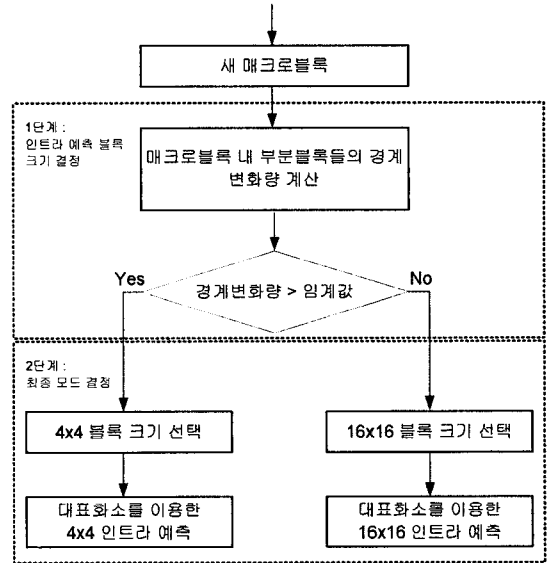 새 매크로블록
1단계 :
인트라 예측 블록
크기 결정
매크로블록 내 부분블록들의 경계
변화량 계산
Yes
No
경계변화량 > 임계값
2단계 :
최종 모드 결정
4x4 블록 크기 선택
16x16 블록 크기 선택
대표화소를 이용한
4x4 인트라 예측
대표화소를 이용한
16x16 인트라 예측